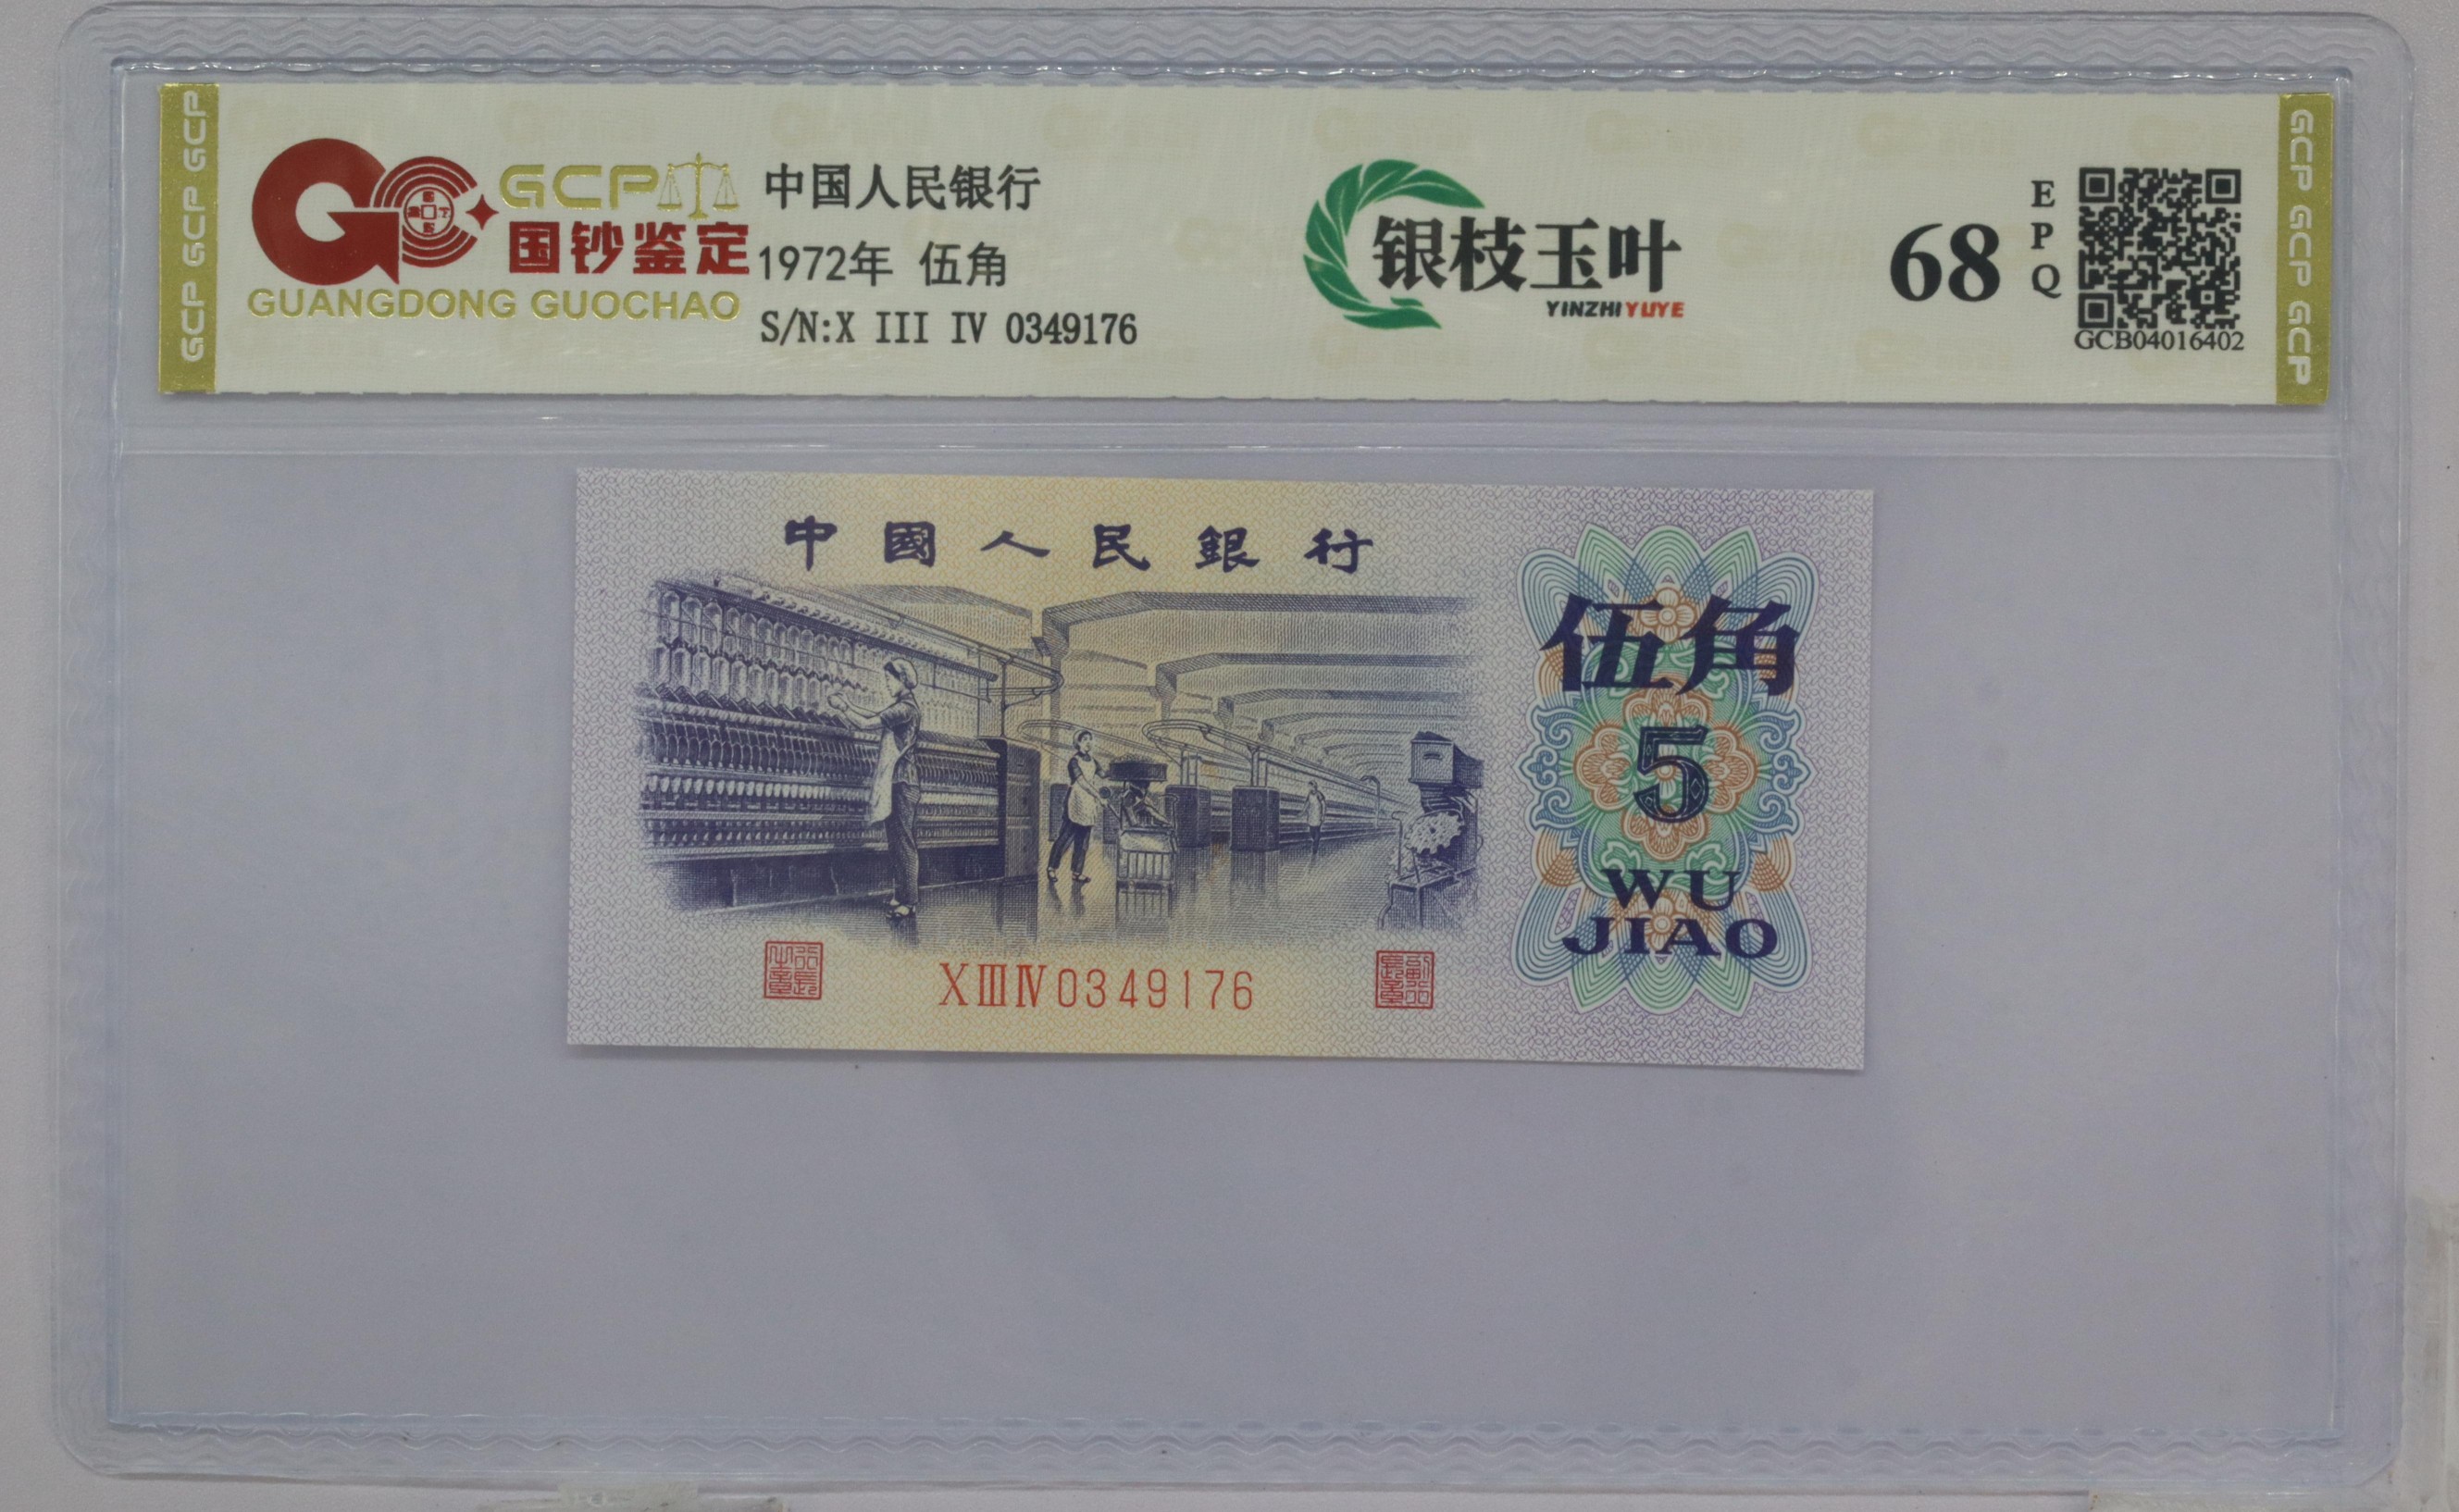 GCP GCP GCP
GCP
国钞鉴定
GUANGDONG GUOCHAO
中国人民银行
1972年 伍角
S/N:X III IV 0349176
银枝玉叶
YINZHIYUYE
68
EPQ
GCB04016402
GCP GCP GCP
中國人民銀行
伍角
5
WU
JIAO
XⅢⅣ0349176